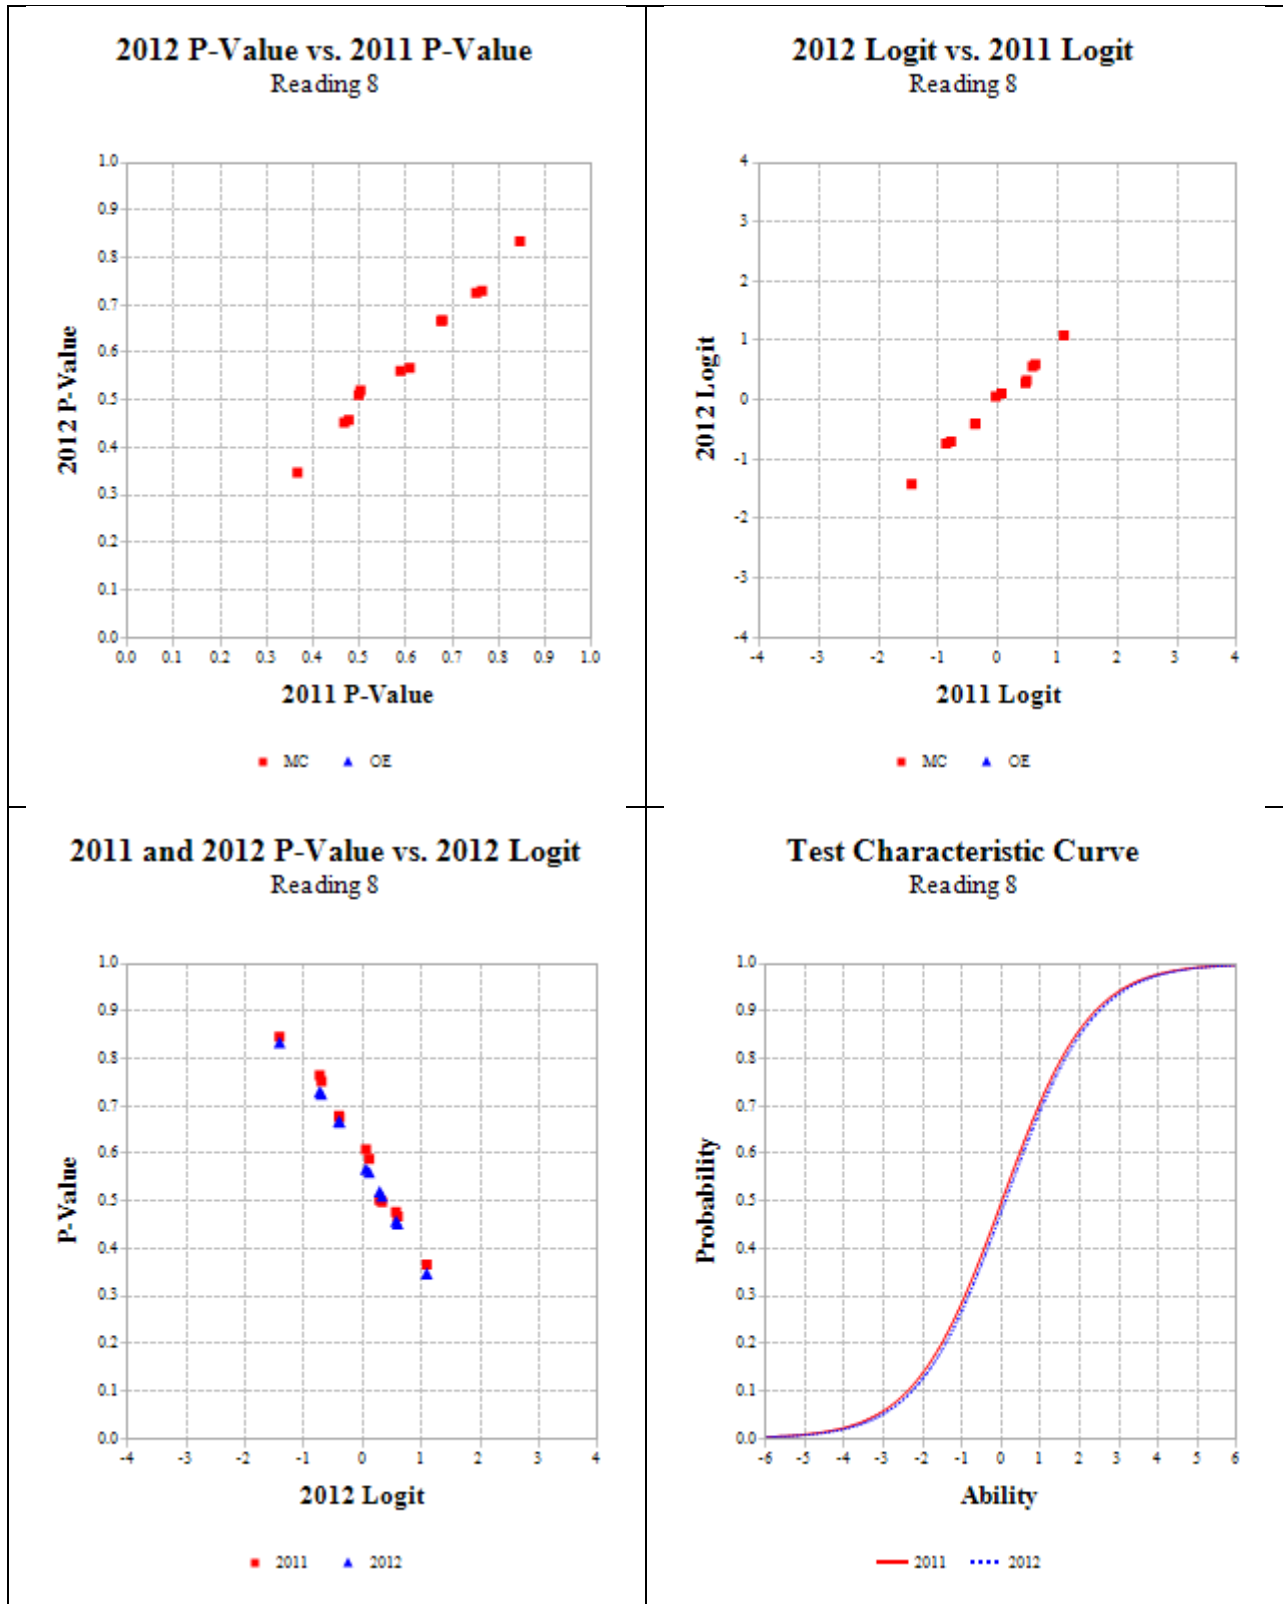 2012 P-Value vs. 2011 P-Value
Reading 8
1.0
0.9
0.8
0.7
0.6
0.5
0.4
0.3
0.2
0.1
0.0
2012 P-Value
0.0 0.1 0.2 0.3 0.4 0.5 0.6 0.7 0.8 0.9 1.0
2011 P-Value
MC OE
2012 Logit vs. 2011 Logit
Reading 8
4
3
2
1
0
-1
-2
-3
-4
2012 Logit
-4 -3 -2 -1 0 1 2 3 4
2011 Logit
MC OE
2011 and 2012 P-Value vs. 2012 Logit
Reading 8
1.0
0.9
0.8
0.7
0.6
0.5
0.4
0.3
0.2
0.1
0.0
P-Value
-4 -3 -2 -1 0 1 2 3 4
2012 Logit
2011 2012
Test Characteristic Curve
Reading 8
1.0
0.9
0.8
0.7
0.6
0.5
0.4
0.3
0.2
0.1
0.0
Probability
-6 -5 -4 -3 -2 -1 0 1 2 3 4 5 6
Ability
2011 2012